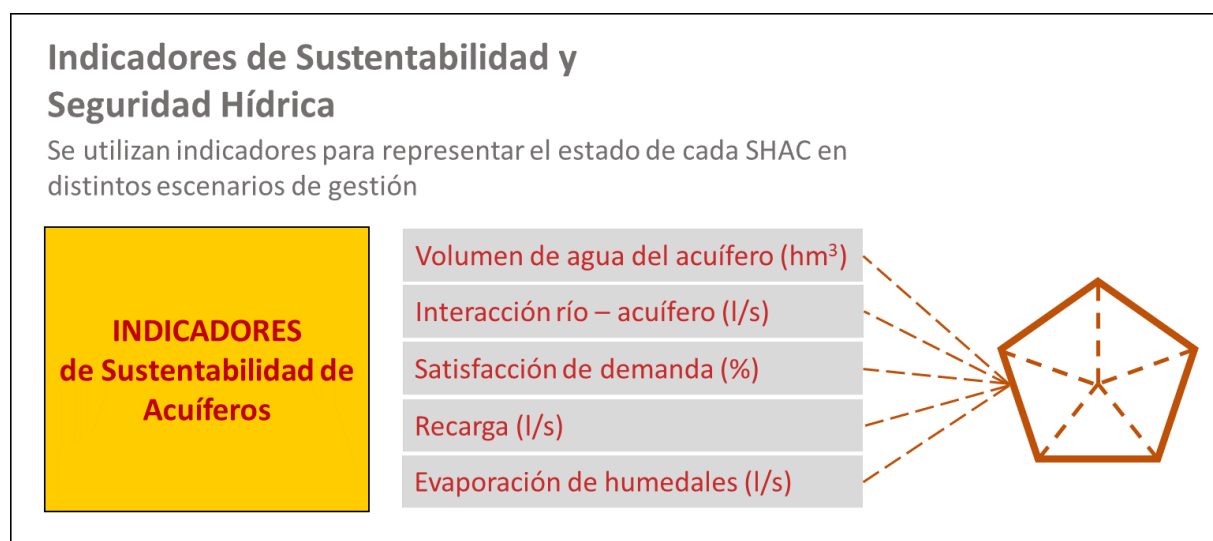 Indicadores de Sustentabilidad y
Seguridad Hídrica
Se utilizan indicadores para representar el estado de cada SHAC en
distintos escenarios de gestión
INDICADORES
de Sustentabilidad de
Acuíferos
Volumen de agua del acuífero (hm³)
Interacción río – acuífero (l/s)
Satisfacción de demanda (%)
Recarga (l/s)
Evaporación de humedales (l/s)